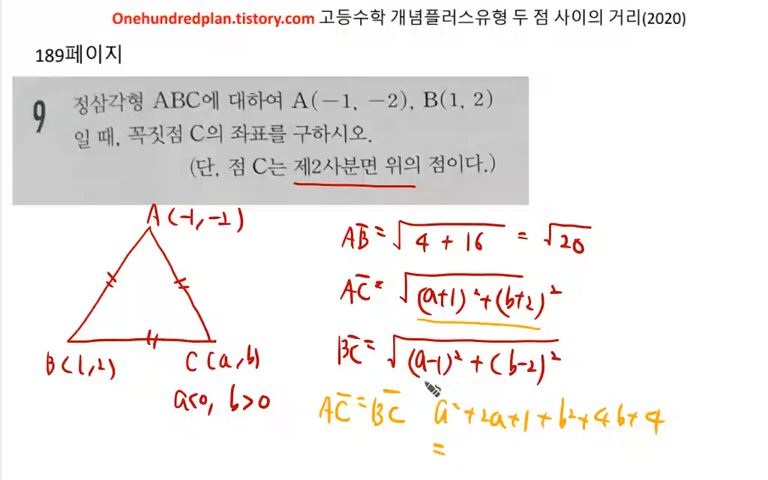 Onehundredplan.tistory.com 고등수학 개념플러스유형 두 점 사이의 거리(2020)
189페이지
9 정삼각형 ABC에 대하여 A(−1, −2), B(1, 2)
일 때, 꼭짓점 C의 좌표를 구하시오.
(단, 점 C는 제2사분면 위의 점이다.)
A(-1,-2)
B(1,2)
C(a,b)
a<0, b>0
A̅B̅ = √(4 + 16) = √20
A̅C̅ = √((a+1)² + (b+2)²)
B̅C̅ = √((a-1)² + (b-2)²)
A̅C̅ = B̅C̅ a² + 2a + 1 + b² + 4b + 4
=